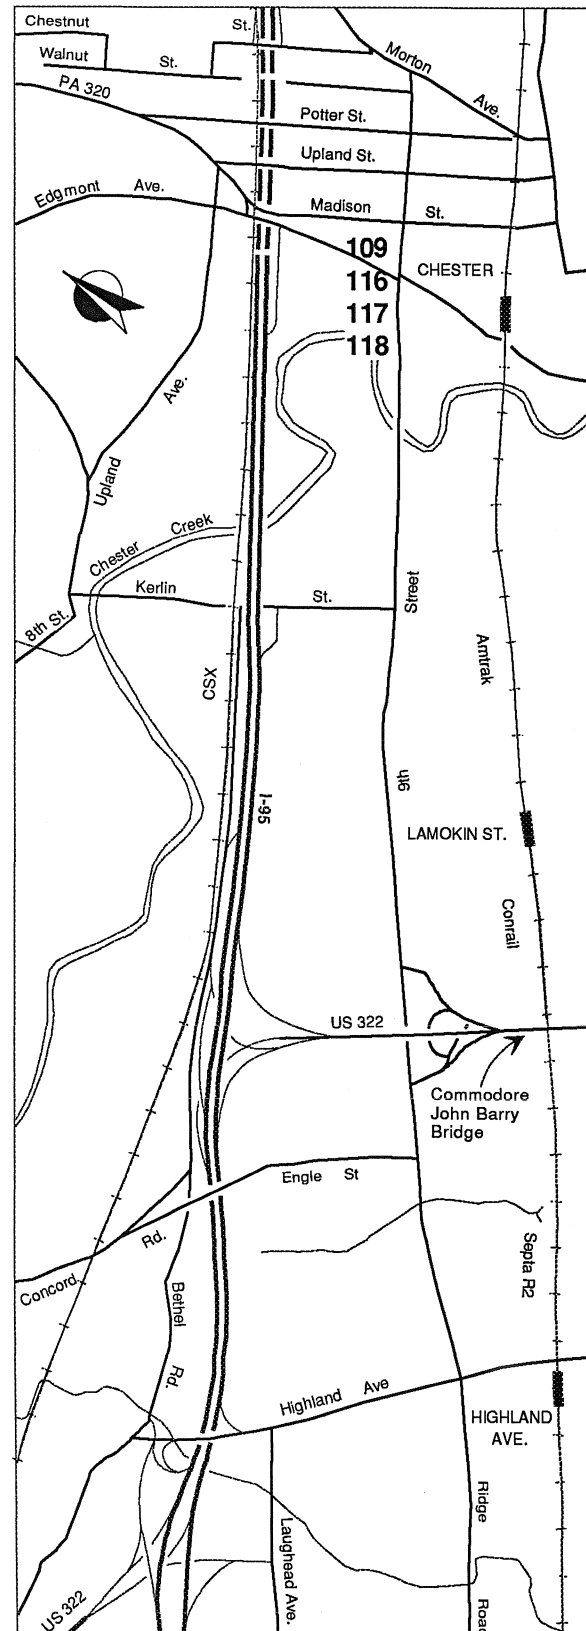 Chestnut
St.
Walnut St.
Morton Ave.
PA 320
Potter St.
Upland St.
Edgmont Ave.
Madison St.
109
116
117
118
CHESTER
Upland Ave.
Chester Creek
Kerlin St.
8th St.
9th Street
Amtrak
CSX
I-95
LAMOKIN ST.
Conrail
US 322
Commodore
John Barry
Bridge
Engle St
Concord Rd.
Septa R2
Bethel Rd.
Highland Ave
HIGHLAND
AVE.
Ridge Road
Laughead Ave.
US 322